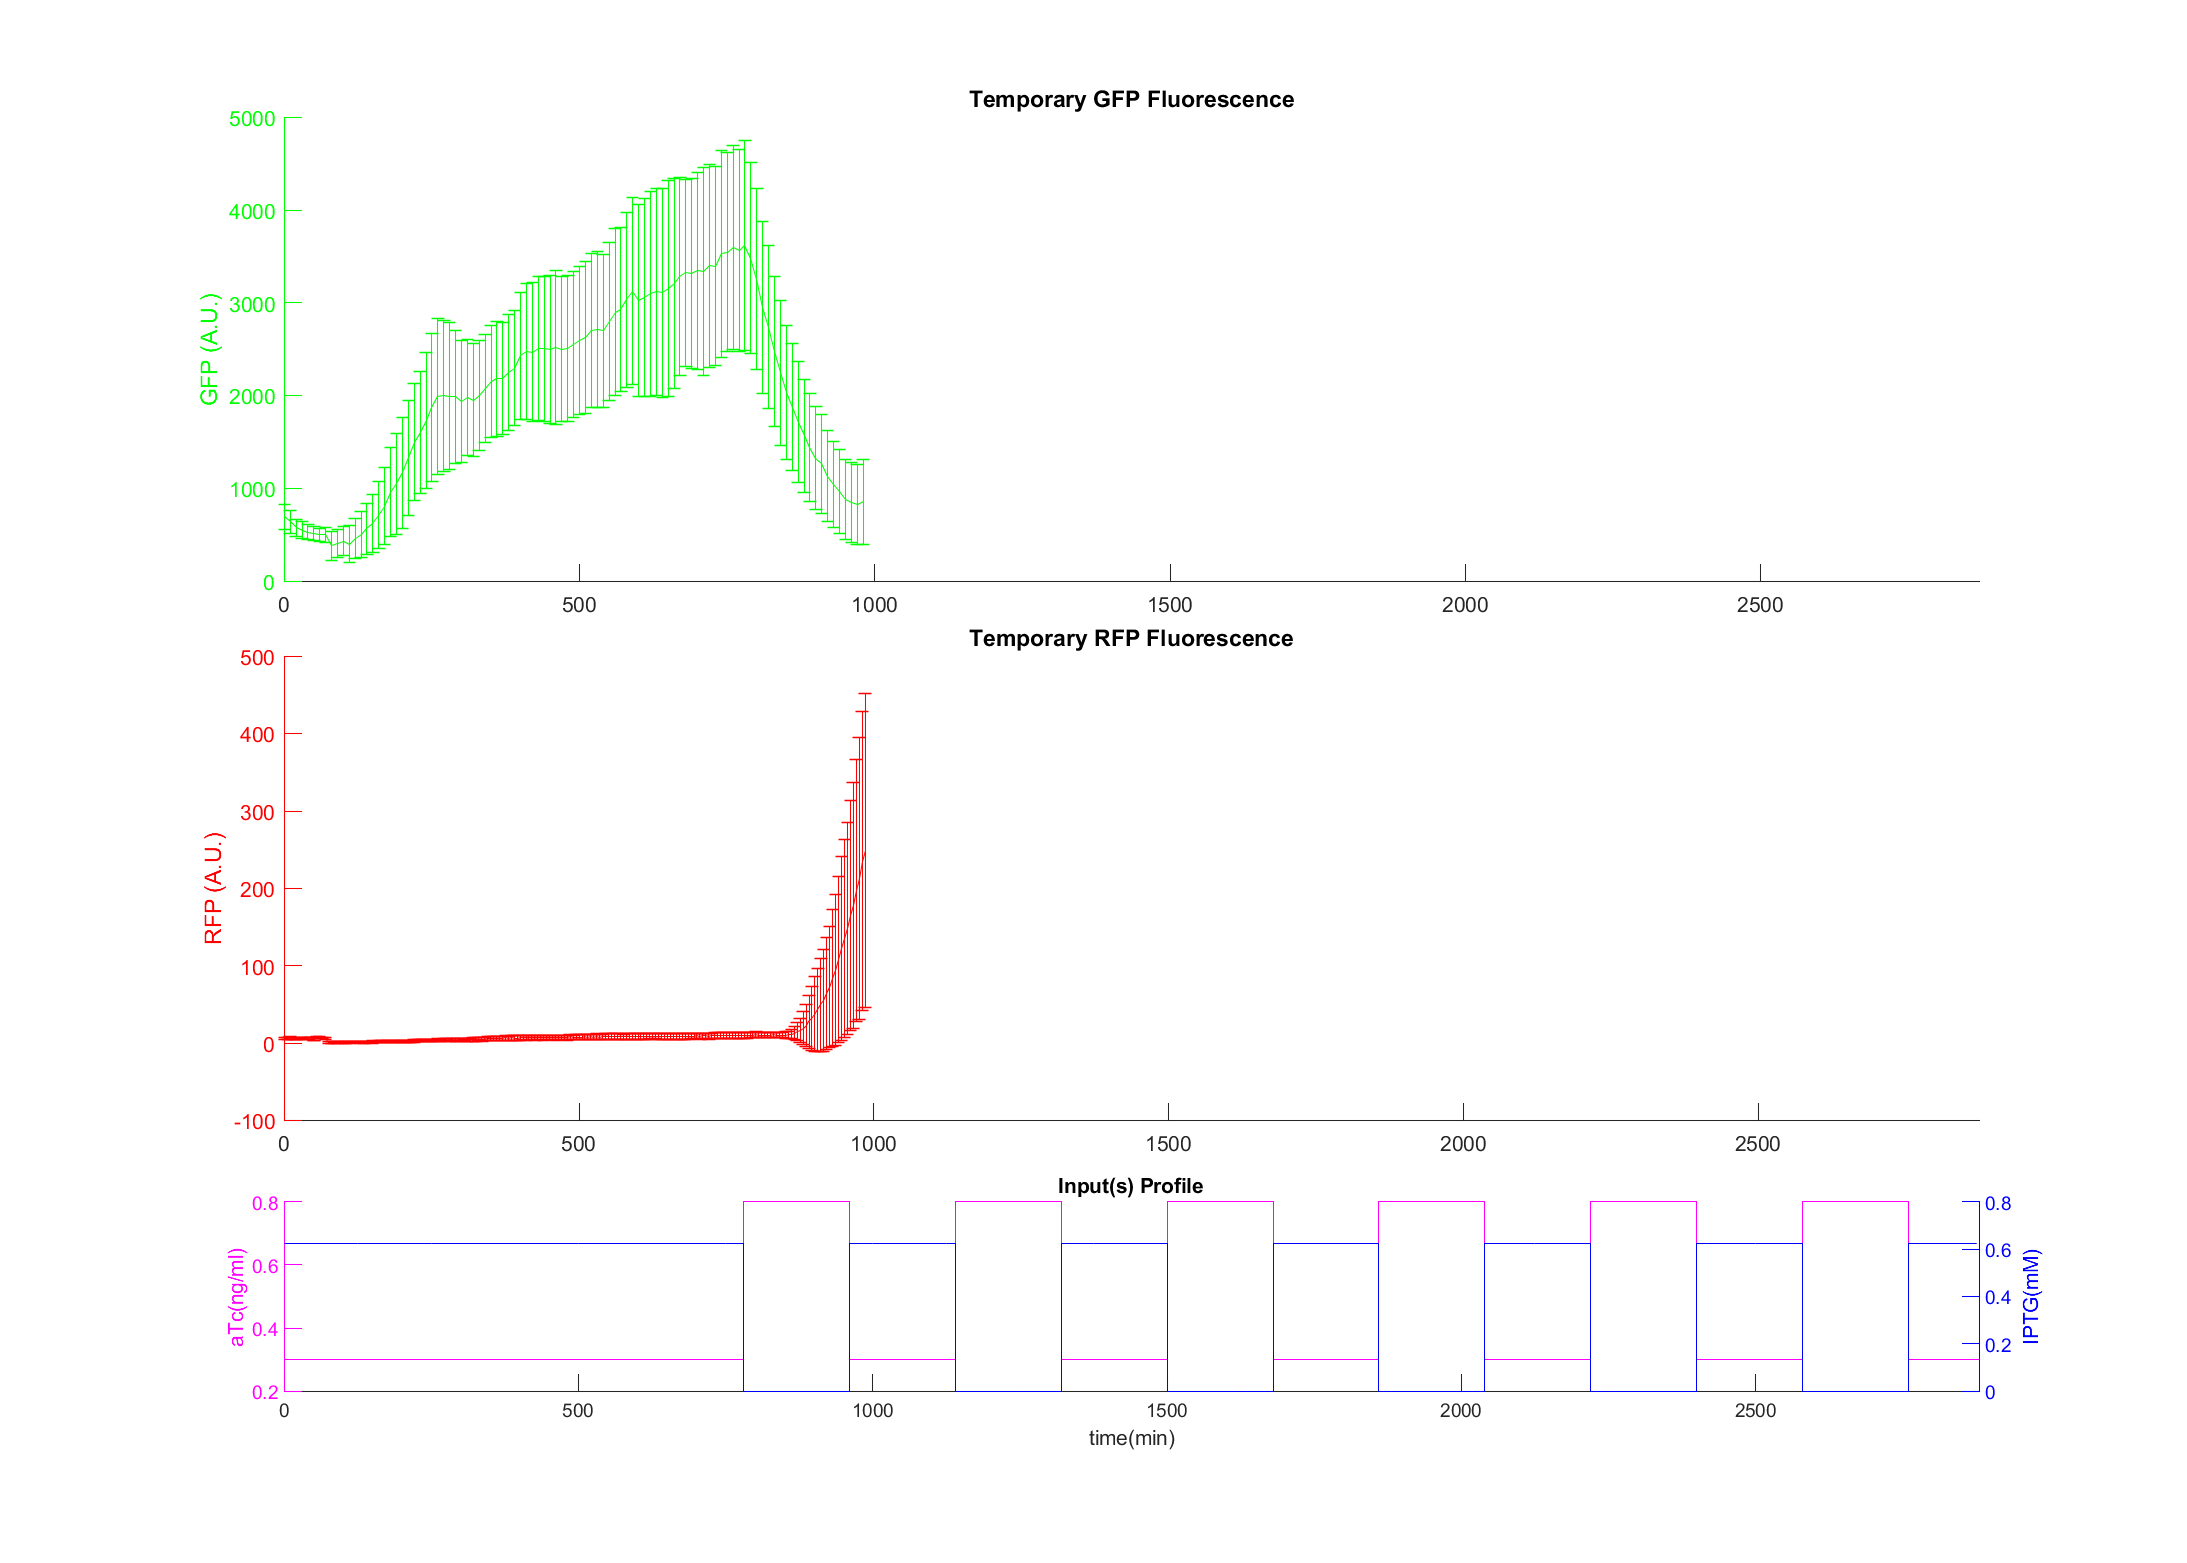 Temporary GFP Fluorescence
5000
4000
3000
2000
1000
0
GFP (A.U.)
0 500 1000 1500 2000 2500
Temporary RFP Fluorescence
500
400
300
200
100
0
-100
RFP (A.U.)
0 500 1000 1500 2000 2500
Input(s) Profile
0.8
0.6
0.4
0.2
aTc(ng/ml)
0.8
0.6
0.4
0.2
0
IPTG(mM)
0 500 1000 1500 2000 2500
time(min)